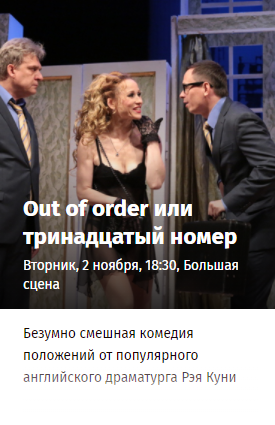 Out of order или
тринадцатый номер
Вторник, 2 ноября, 18:30, Большая
сцена
Безумно смешная комедия
положений от популярного
английского драматурга Рэя Куни